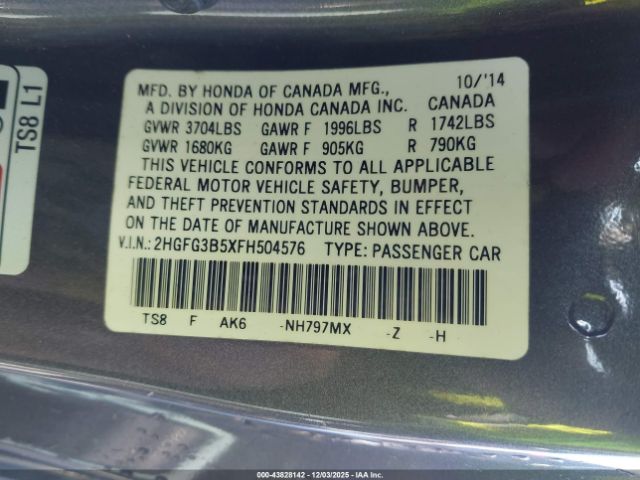 MFD. BY HONDA OF CANADA MFG., 10/'14
A DIVISION OF HONDA CANADA INC. CANADA
GVWR 3704LBS GAWR F 1996LBS R 1742LBS
GVWR 1680KG GAWR F 905KG R 790KG
THIS VEHICLE CONFORMS TO ALL APPLICABLE
FEDERAL MOTOR VEHICLE SAFETY, BUMPER,
AND THEFT PREVENTION STANDARDS IN EFFECT
ON THE DATE OF MANUFACTURE SHOWN ABOVE.
V.I.N.: 2HGFG3B5XFH504576 TYPE: PASSENGER CAR
TS8 F AK6 -NH797MX -Z -H
TS8 L1
00-43828142 - 12/03/2025 - IAA Inc.